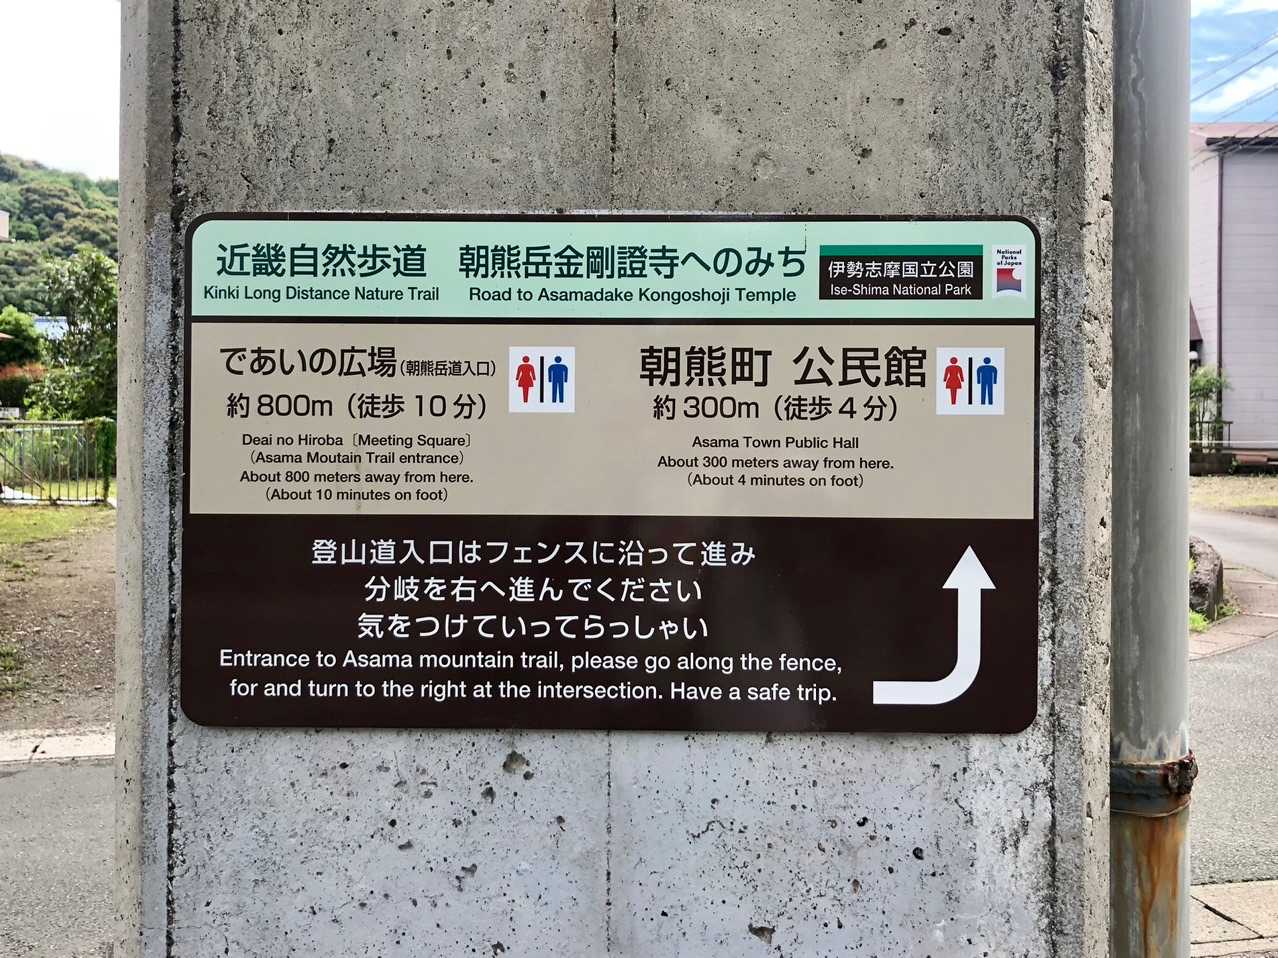 近畿自然歩道 朝熊岳金剛證寺へのみち
Kinki Long Distance Nature Trail Road to Asamadake Kongoshoji Temple
伊勢志摩国立公園
Ise-Shima National Park
National
Parks
of Japan
であいの広場(朝熊岳道入口)
約800m(徒歩10分)
Deai no Hiroba〔Meeting Square〕
(Asama Moutain Trail entrance)
About 800 meters away from here.
(About 10 minutes on foot)
朝熊町 公民館
約300m(徒歩4分)
Asama Town Public Hall
About 300 meters away from here.
(About 4 minutes on foot)
登山道入口はフェンスに沿って進み
分岐を右へ進んでください
気をつけていってらっしゃい
Entrance to Asama mountain trail, please go along the fence,
for and turn to the right at the intersection. Have a safe trip.